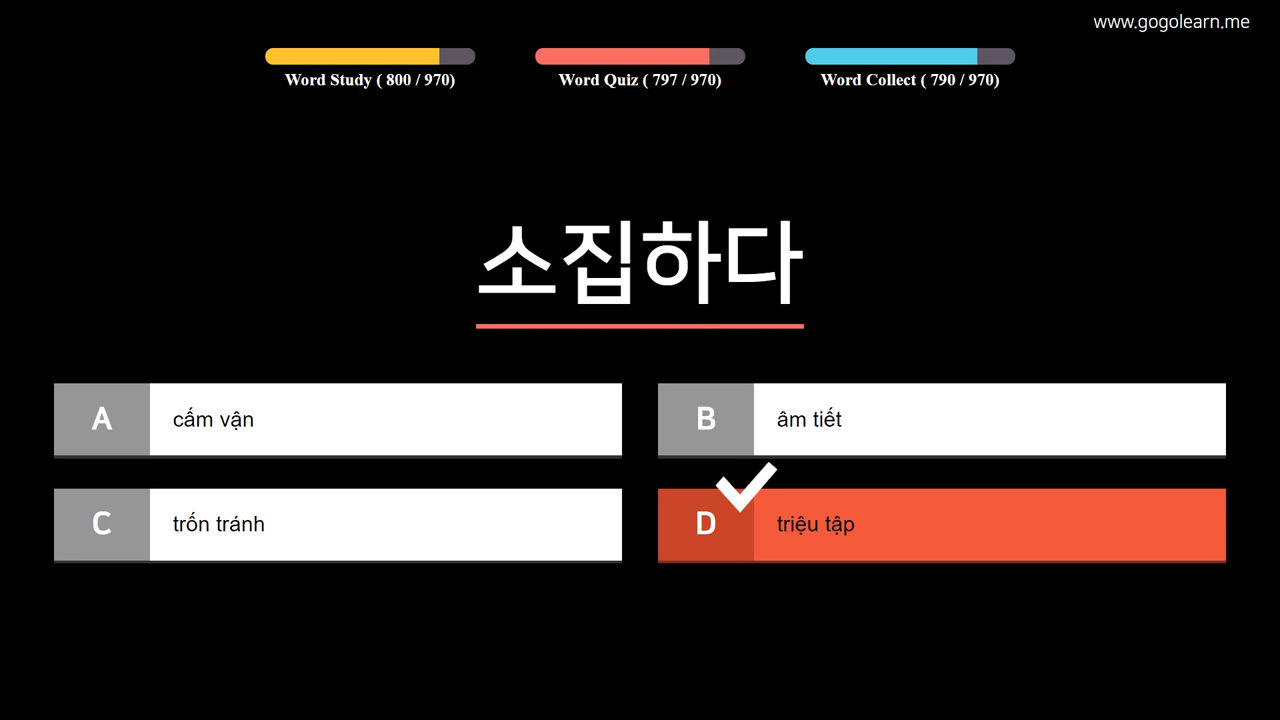 www.gogolearn.me
Word Study ( 800 / 970)
Word Quiz ( 797 / 970)
Word Collect ( 790 / 970)
소집하다
A cấm vận
B âm tiết
C trốn tránh
D triệu tập